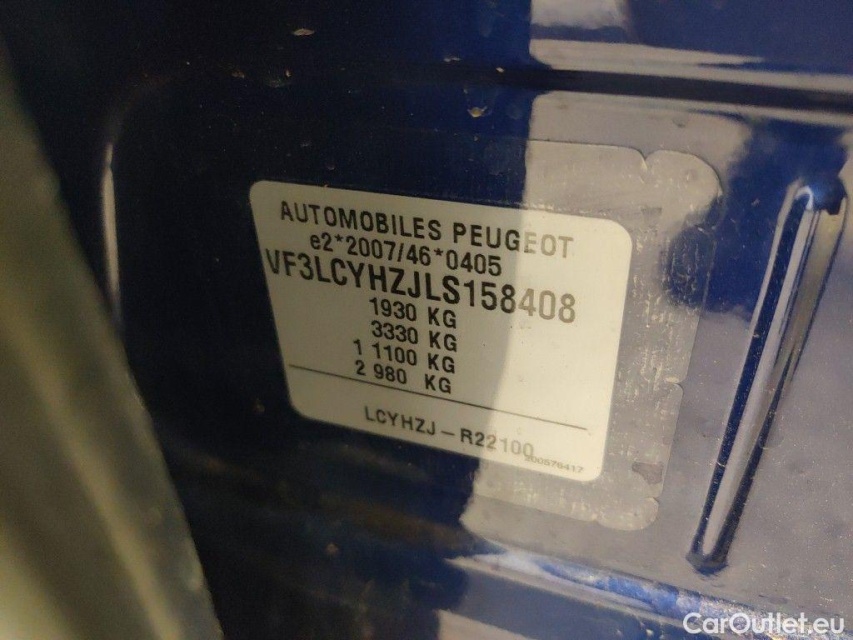 AUTOMOBILES PEUGEOT
e2*2007/46*0405
VF3LCYHZJLS158408
1930 KG
3330 KG
1 1100 KG
2 980 KG
LCYHZJ – R22100
200576417
CarOutlet.eu